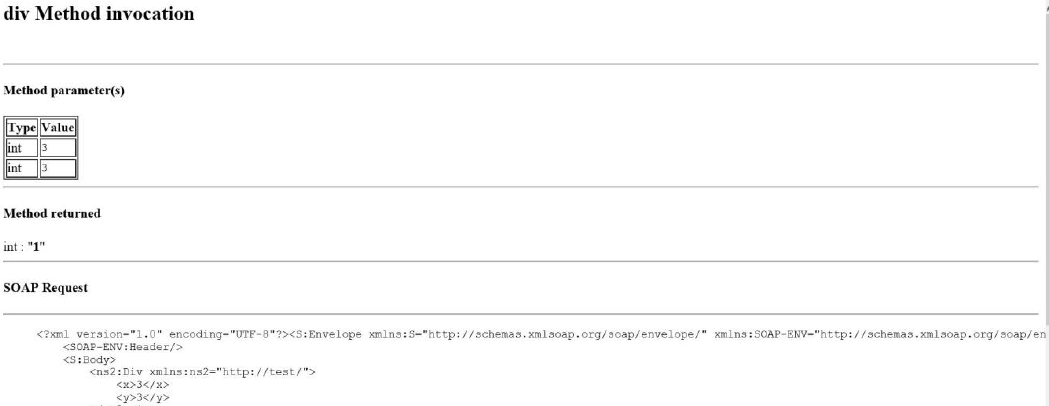 div Method invocation
Method parameter(s)
Type Value
int 3
int 3
Method returned
int : "1"
SOAP Request
<?xml version="1.0" encoding="UTF-8"?><S:Envelope xmlns:S="http://schemas.xmlsoap.org/soap/envelope/" xmlns:SOAP-ENV="http://schemas.xmlsoap.org/soap/en
<SOAP-ENV:Header/>
<S:Body>
<ns2:Div xmlns:ns2="http://test/">
<x>3</x>
<y>3</y>